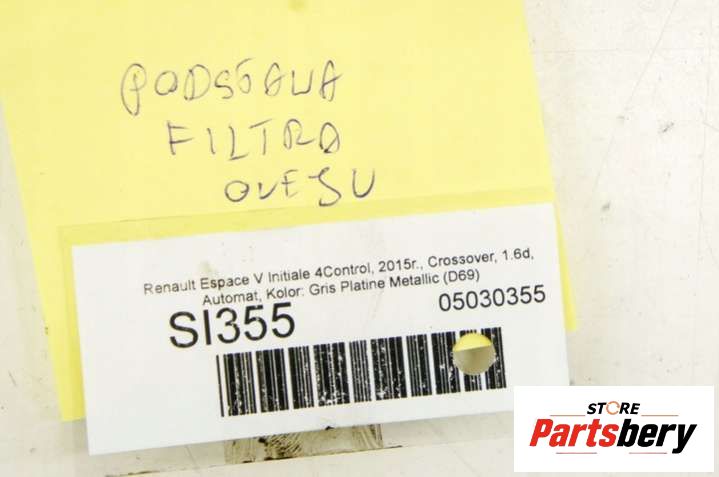 PODSTAWA
FILTRA
OLEJU
Renault Espace V Initiale 4Control, 2015r., Crossover, 1.6d,
Automat, Kolor: Gris Platine Metallic (D69)
SI355
05030355
STORE
Partsbery